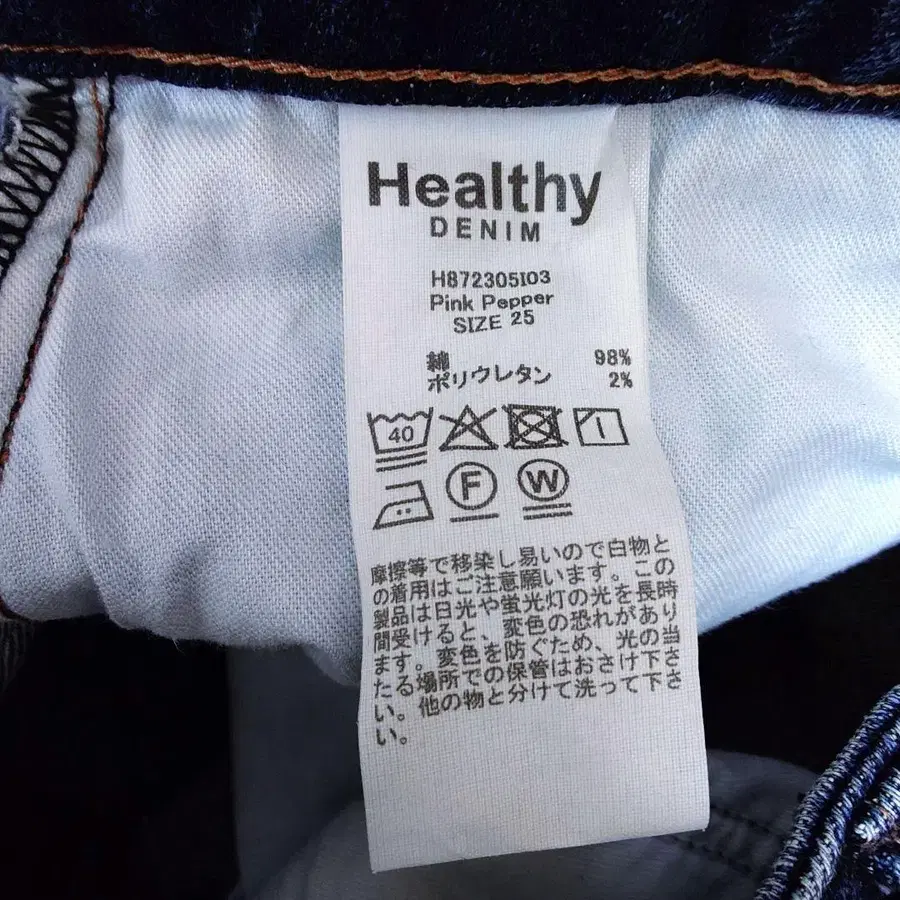 Healthy
DENIM
H872305I03
Pink Pepper
SIZE 25
綿 98%
ポリウレタン 2%
40
F W
摩擦等で移染し易いので白物と
の着用はご注意願います。この
製品は日光や蛍光灯の光を長時
間受けると、変色の恐れがあり
ます。変色を防ぐため、光の当
たる場所での保管はおさけ下さ
い。他の物と分けて洗って下さ
い。